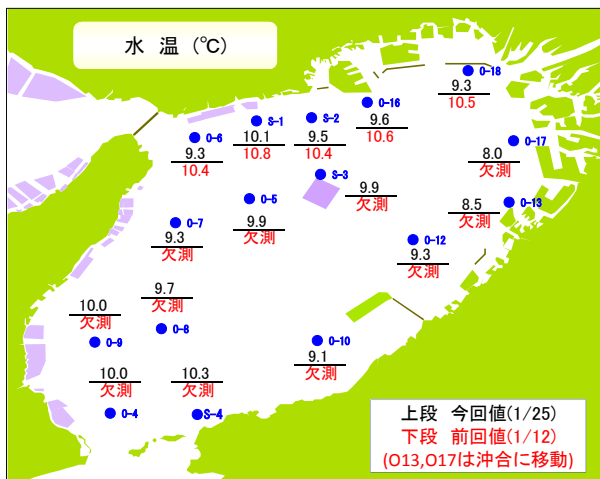 水 温 (℃)
O-18
9.3
10.5
O-16
9.6
10.6
S-1
10.1
10.8
S-2
9.5
10.4
O-6
9.3
10.4
O-17
8.0
欠測
S-3
9.9
欠測
O-5
9.9
欠測
O-13
8.5
欠測
O-7
9.3
欠測
O-12
9.3
欠測
9.7
欠測
O-8
10.0
欠測
O-9
O-10
9.1
欠測
10.0
欠測
O-4
10.3
欠測
S-4
上段 今回値(1/25)
下段 前回値(1/12)
(O13,O17は沖合に移動)